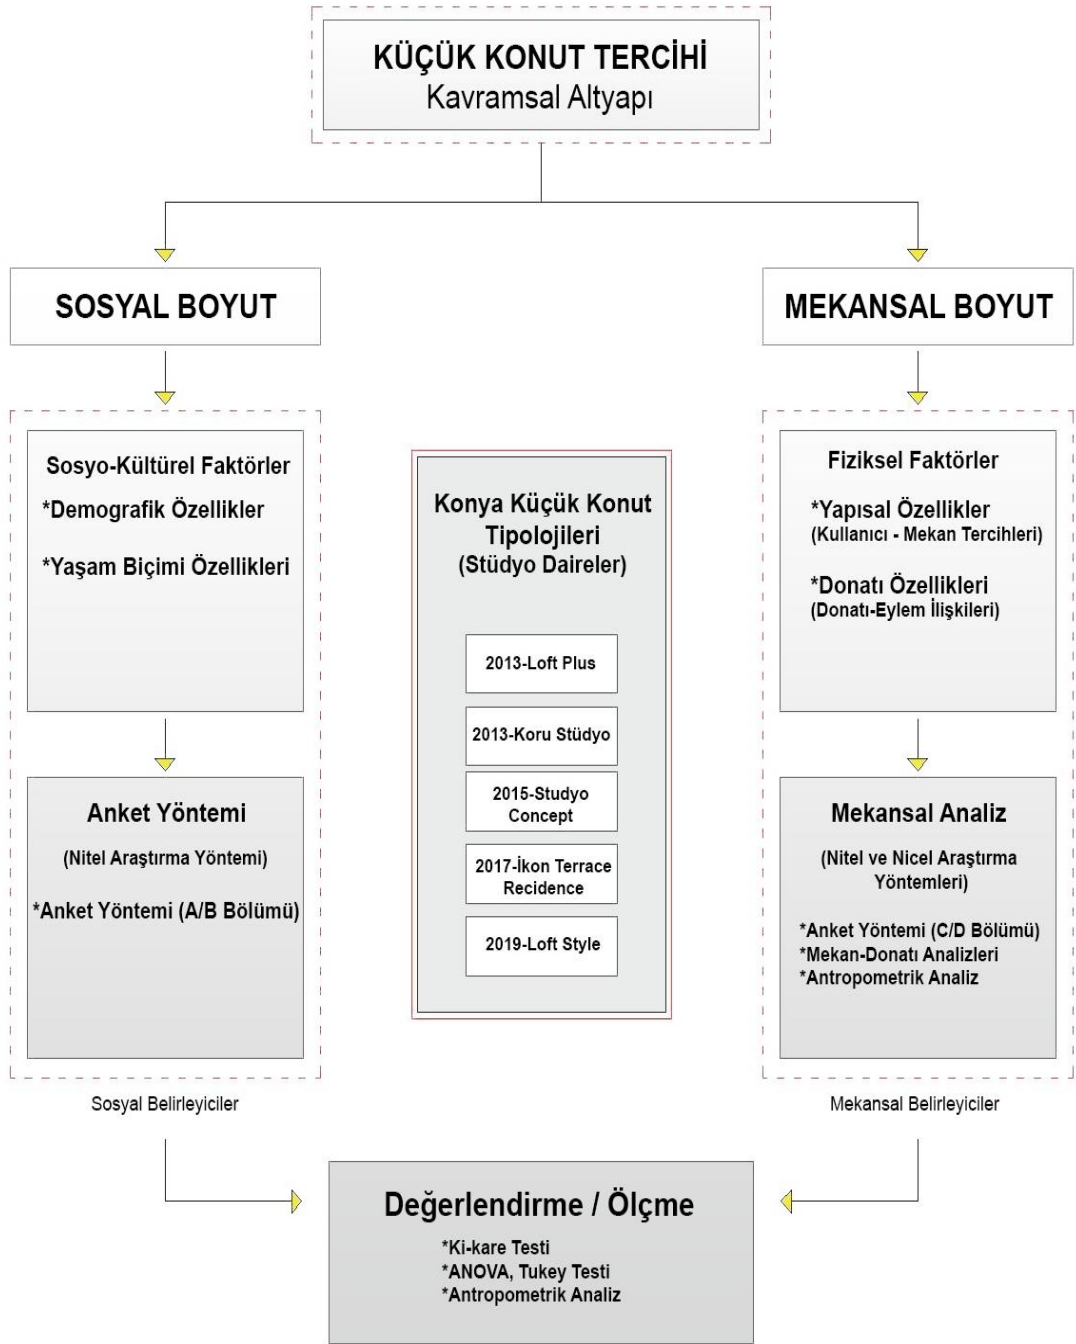 KÜÇÜK KONUT TERCİHİ
Kavramsal Altyapı
SOSYAL BOYUT
Sosyo-Kültürel Faktörler
*Demografik Özellikler
*Yaşam Biçimi Özellikleri
Anket Yöntemi
(Nitel Araştırma Yöntemi)
*Anket Yöntemi (A/B Bölümü)
Sosyal Belirleyiciler
Konya Küçük Konut
Tipolojileri
(Stüdyo Daireler)
2013-Loft Plus
2013-Koru Stüdyo
2015-Studyo
Concept
2017-İkon Terrace
Recidence
2019-Loft Style
MEKANSAL BOYUT
Fiziksel Faktörler
*Yapısal Özellikler
(Kullanıcı - Mekan Tercihleri)
*Donatı Özellikleri
(Donatı-Eylem İlişkileri)
Mekansal Analiz
(Nitel ve Nicel Araştırma
Yöntemleri)
*Anket Yöntemi (C/D Bölümü)
*Mekan-Donatı Analizleri
*Antropometrik Analiz
Mekansal Belirleyiciler
Değerlendirme / Ölçme
*Ki-kare Testi
*ANOVA, Tukey Testi
*Antropometrik Analiz